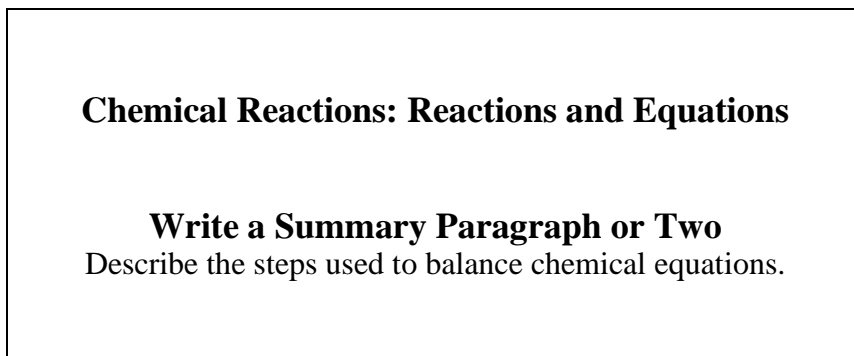 Chemical Reactions: Reactions and Equations
Write a Summary Paragraph or Two
Describe the steps used to balance chemical equations.